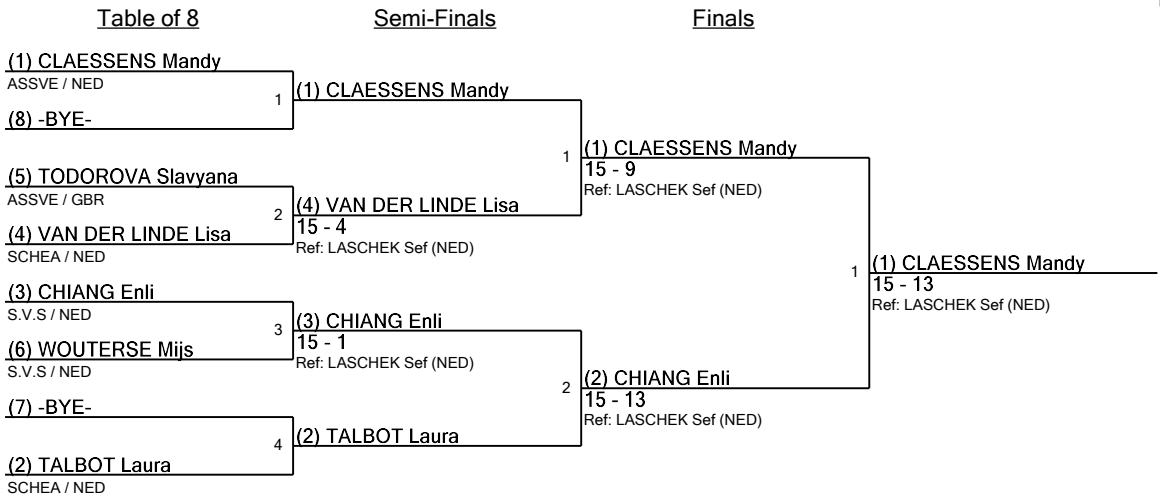 Table of 8
Semi-Finals
Finals
(1) CLAESSENS Mandy
ASSVE / NED
1
(8) -BYE-
(5) TODOROVA Slavyana
ASSVE / GBR
2
(4) VAN DER LINDE Lisa
SCHEA / NED
(3) CHIANG Enli
S.V.S / NED
3
(6) WOUTERSE Mijs
S.V.S / NED
(7) -BYE-
4
(2) TALBOT Laura
SCHEA / NED
(1) CLAESSENS Mandy
1
(4) VAN DER LINDE Lisa
15 - 4
Ref: LASCHEK Sef (NED)
(3) CHIANG Enli
15 - 1
Ref: LASCHEK Sef (NED)
2
(2) TALBOT Laura
(1) CLAESSENS Mandy
15 - 9
Ref: LASCHEK Sef (NED)
1
(2) CHIANG Enli
15 - 13
Ref: LASCHEK Sef (NED)
(1) CLAESSENS Mandy
15 - 13
Ref: LASCHEK Sef (NED)